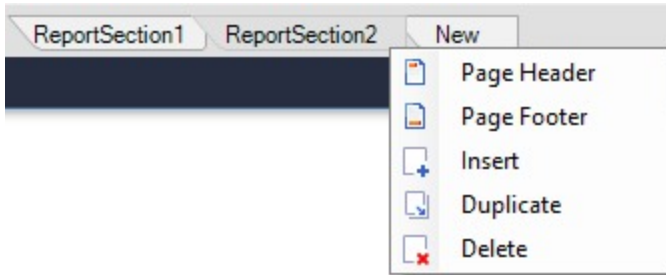 ReportSection1 ReportSection2 New
Page Header
Page Footer
Insert
Duplicate
Delete